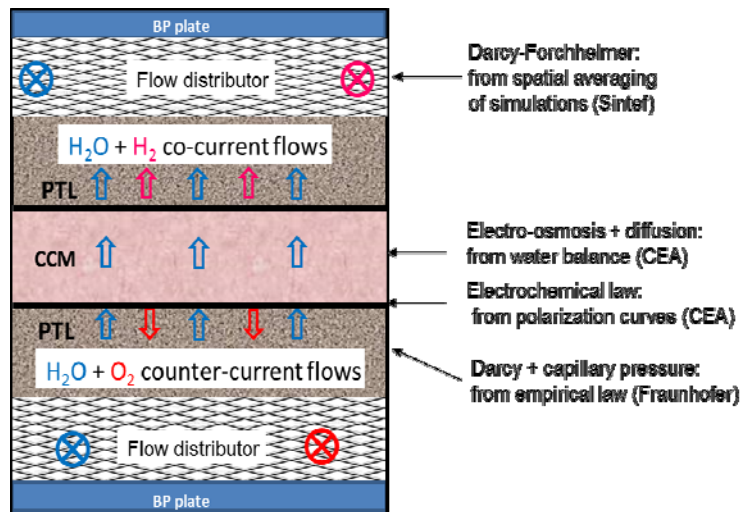 BP plate
Flow distributor
H₂O + H₂ co-current flows
PTL
CCM
PTL
H₂O + O₂ counter-current flows
Flow distributor
BP plate
Darcy-Forchheimer:
from spatial averaging
of simulations (Sintef)
Electro-osmosis + diffusion:
from water balance (CEA)
Electrochemical law:
from polarization curves (CEA)
Darcy + capillary pressure:
from empirical law (Fraunhofer)